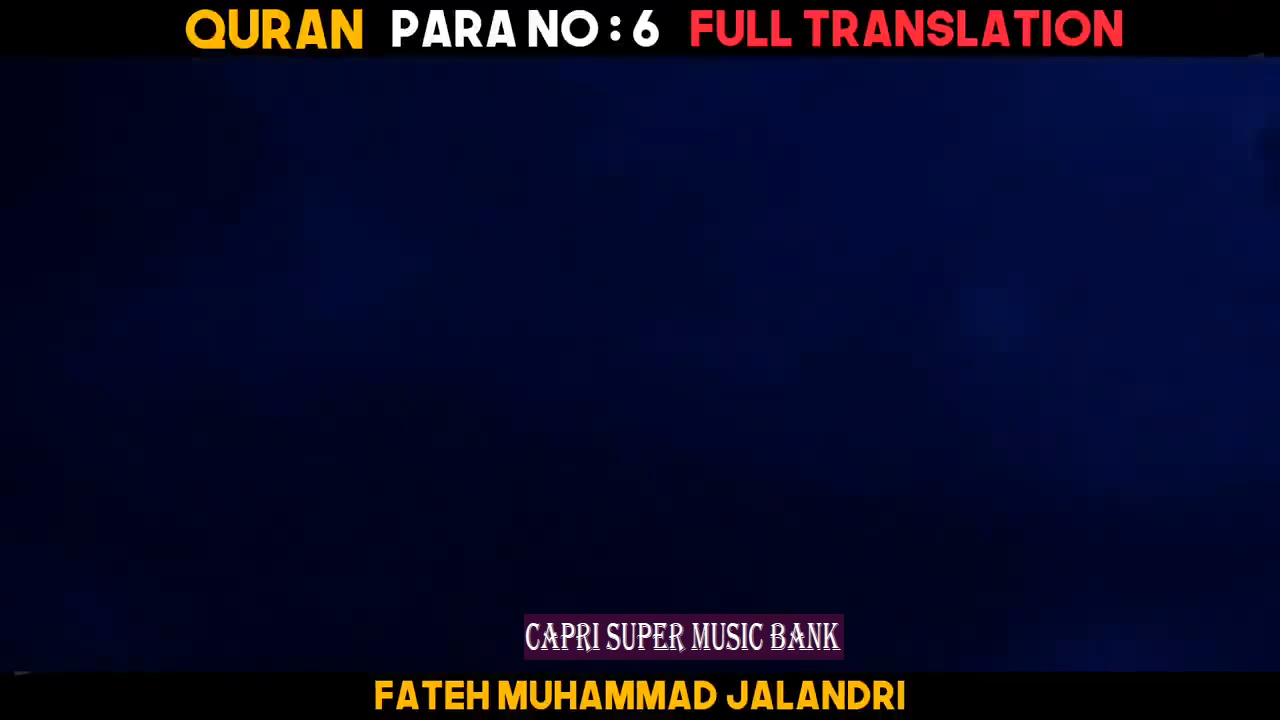 QURAN PARA NO : 6 FULL TRANSLATION
CAPRI SUPER MUSIC BANK
FATEH MUHAMMAD JALANDRI